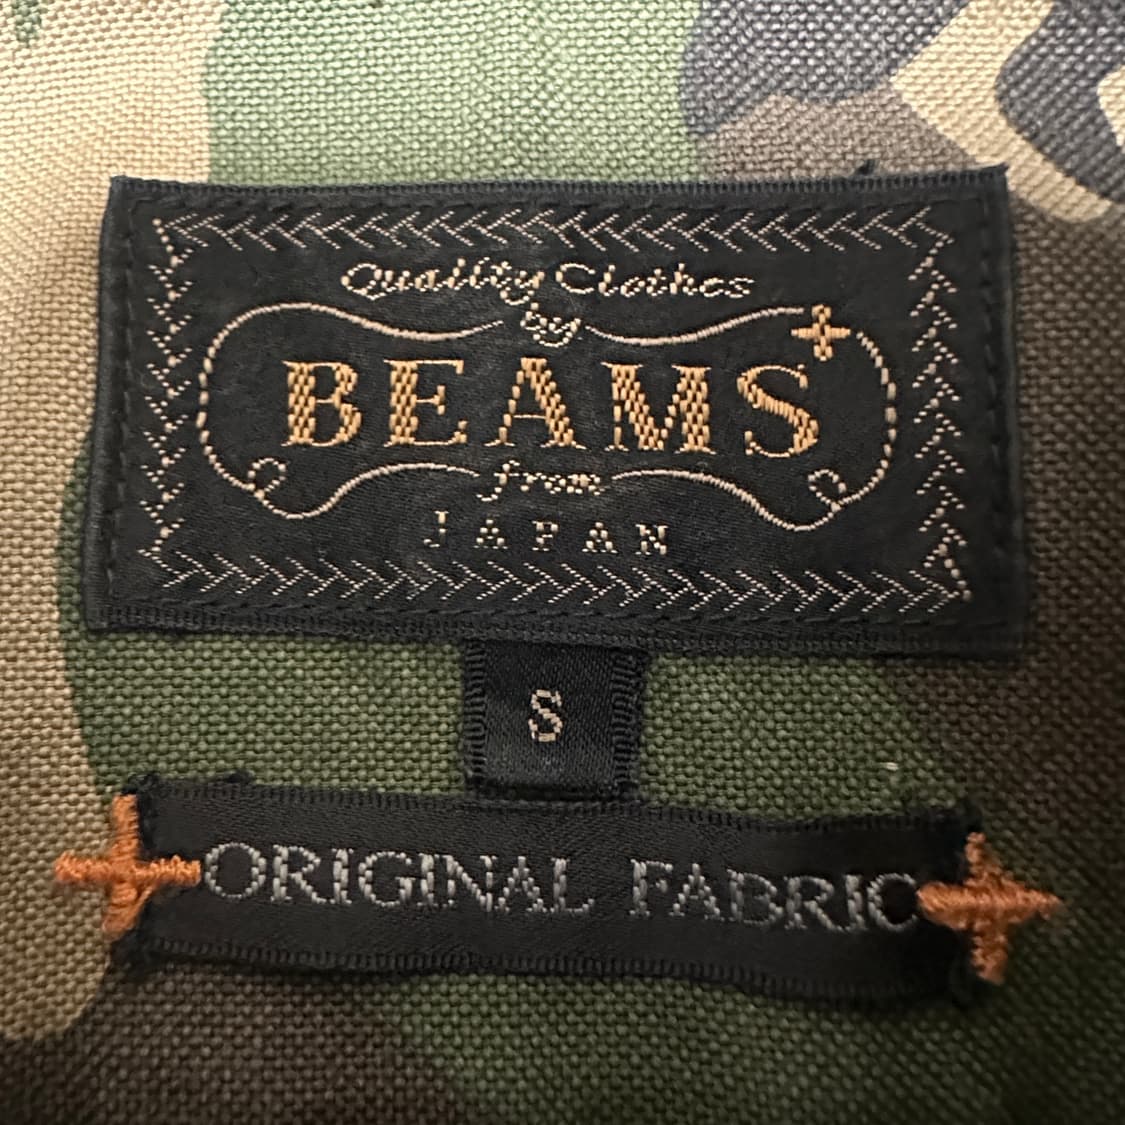 Quality Clothes
by
BEAMS+
from
JAPAN
S
ORIGINAL FABRIC